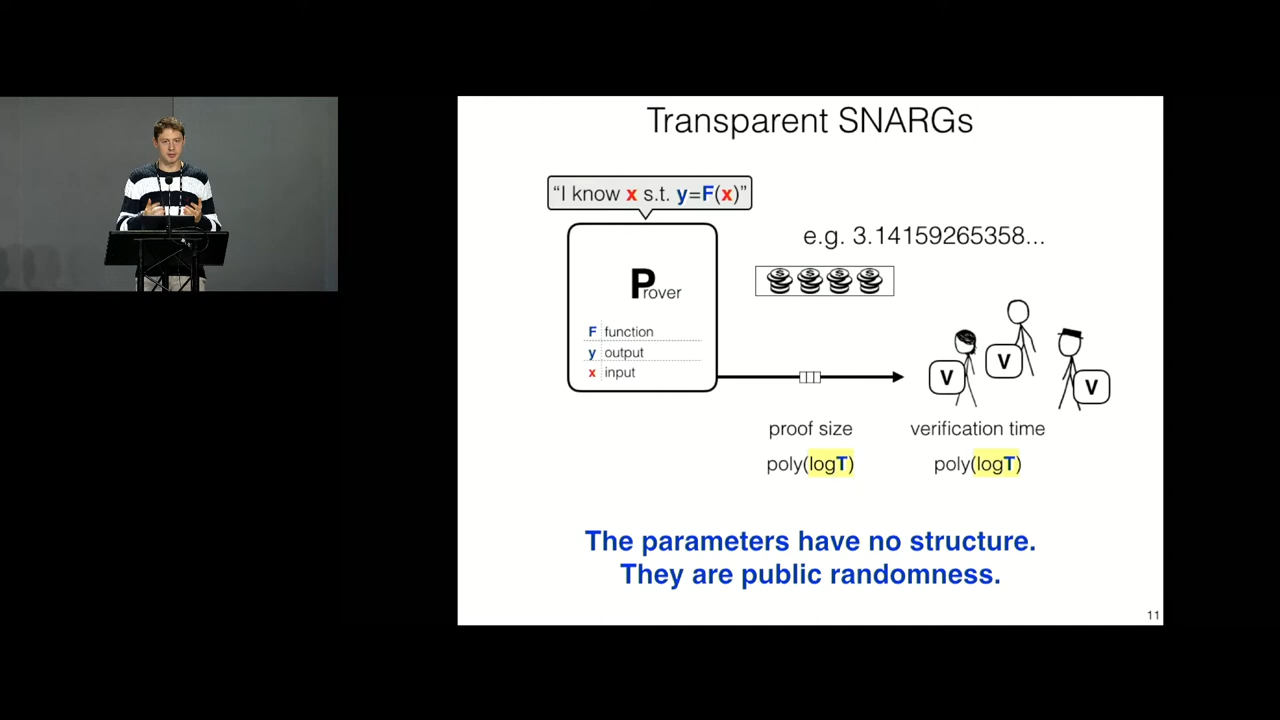 Transparent SNARGs
“I know x s.t. y=F(x)”
e.g. 3.14159265358...
Prover
F function
y output
x input
V
V
V
proof size
verification time
poly(logT)
poly(logT)
The parameters have no structure.
They are public randomness.
11